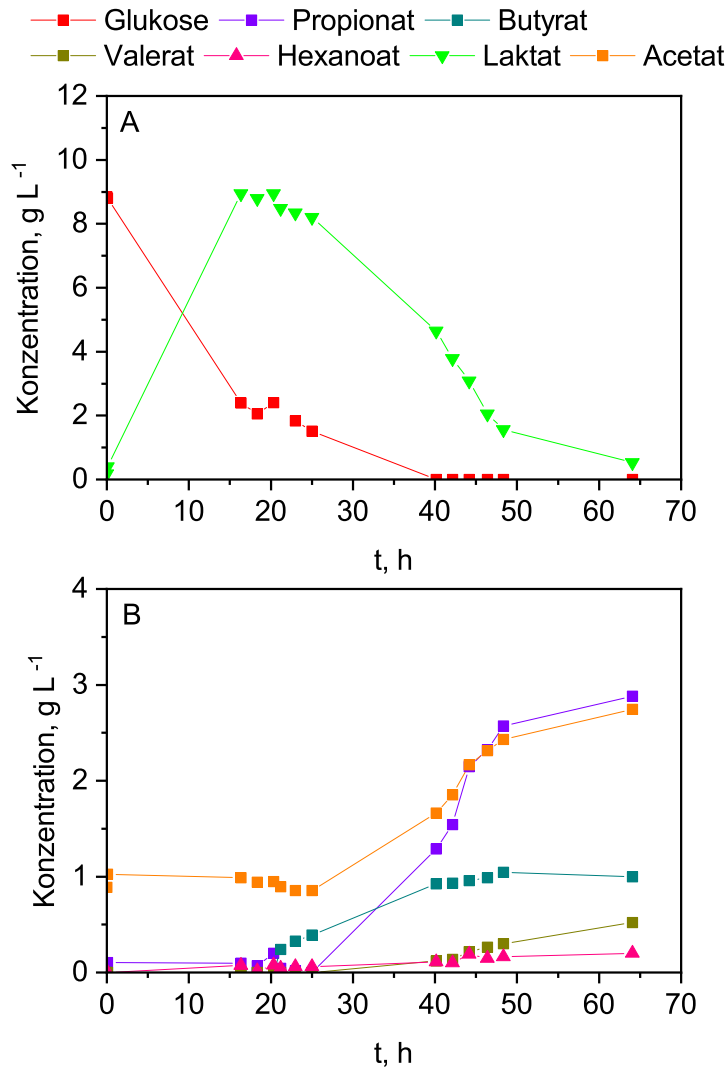 Glukose Propionat Butyrat
Valerat Hexanoat Laktat Acetat
A
12
10
8
6
4
2
0
Konzentration, g L⁻¹
0 10 20 30 40 50 60 70
t, h
B
4
3
2
1
0
Konzentration, g L⁻¹
0 10 20 30 40 50 60 70
t, h